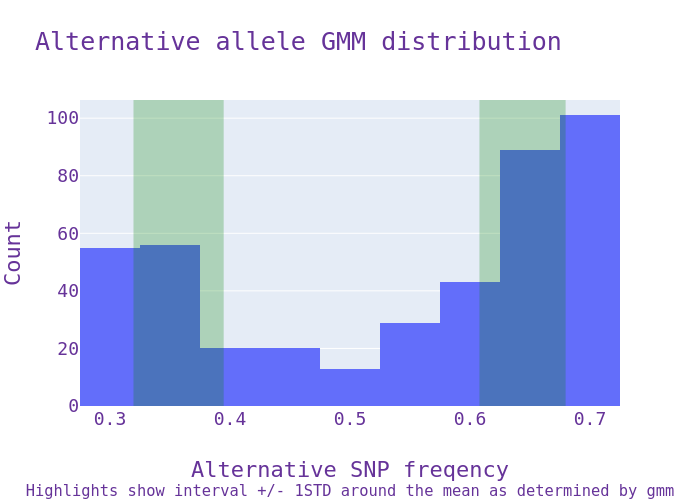 Alternative allele GMM distribution
100
80
60
40
20
0
Count
0.3 0.4 0.5 0.6 0.7
Alternative SNP freqency
Highlights show interval +/- 1STD around the mean as determined by gmm